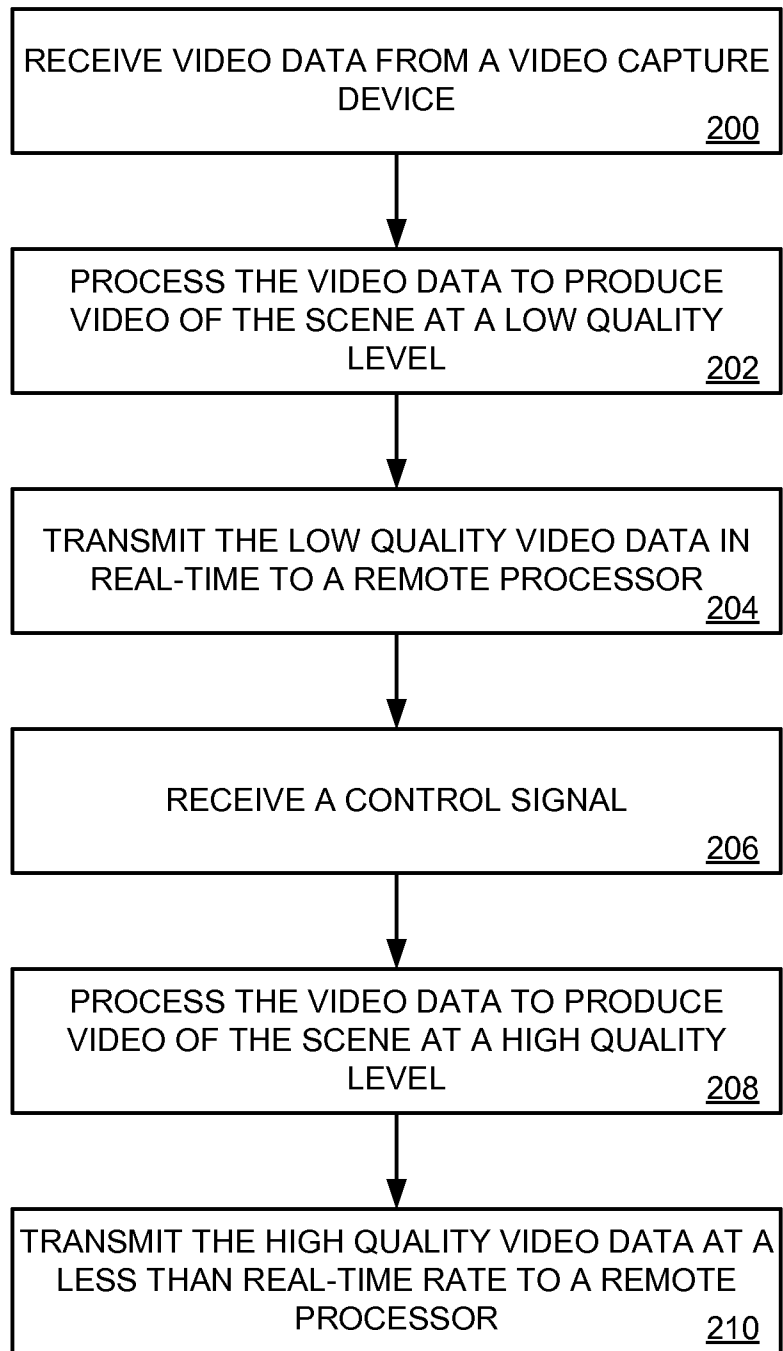 RECEIVE VIDEO DATA FROM A VIDEO CAPTURE
DEVICE
200
PROCESS THE VIDEO DATA TO PRODUCE
VIDEO OF THE SCENE AT A LOW QUALITY
LEVEL
202
TRANSMIT THE LOW QUALITY VIDEO DATA IN
REAL-TIME TO A REMOTE PROCESSOR
204
RECEIVE A CONTROL SIGNAL
206
PROCESS THE VIDEO DATA TO PRODUCE
VIDEO OF THE SCENE AT A HIGH QUALITY
LEVEL
208
TRANSMIT THE HIGH QUALITY VIDEO DATA AT A
LESS THAN REAL-TIME RATE TO A REMOTE
PROCESSOR
210